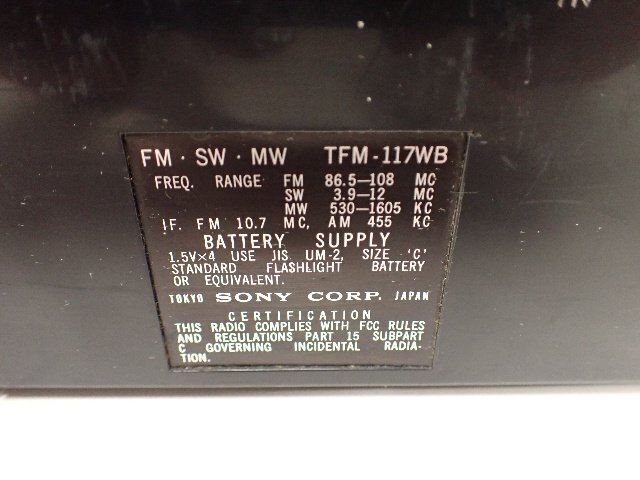 FM · SW · MW TFM-117WB
FREQ. RANGE FM 86.5—108 MC
SW 3.9—12 MC
MW 530—1605 KC
IF. FM 10.7 MC, AM 455 KC
BATTERY SUPPLY
1.5V×4 USE JIS UM-2, SIZE 'C'
STANDARD FLASHLIGHT BATTERY
OR EQUIVALENT.
TOKYO SONY CORP. JAPAN
CERTIFICATION
THIS RADIO COMPLIES WITH FCC RULES
AND REGULATIONS PART 15 SUBPART
C GOVERNING INCIDENTAL RADIA-
TION.